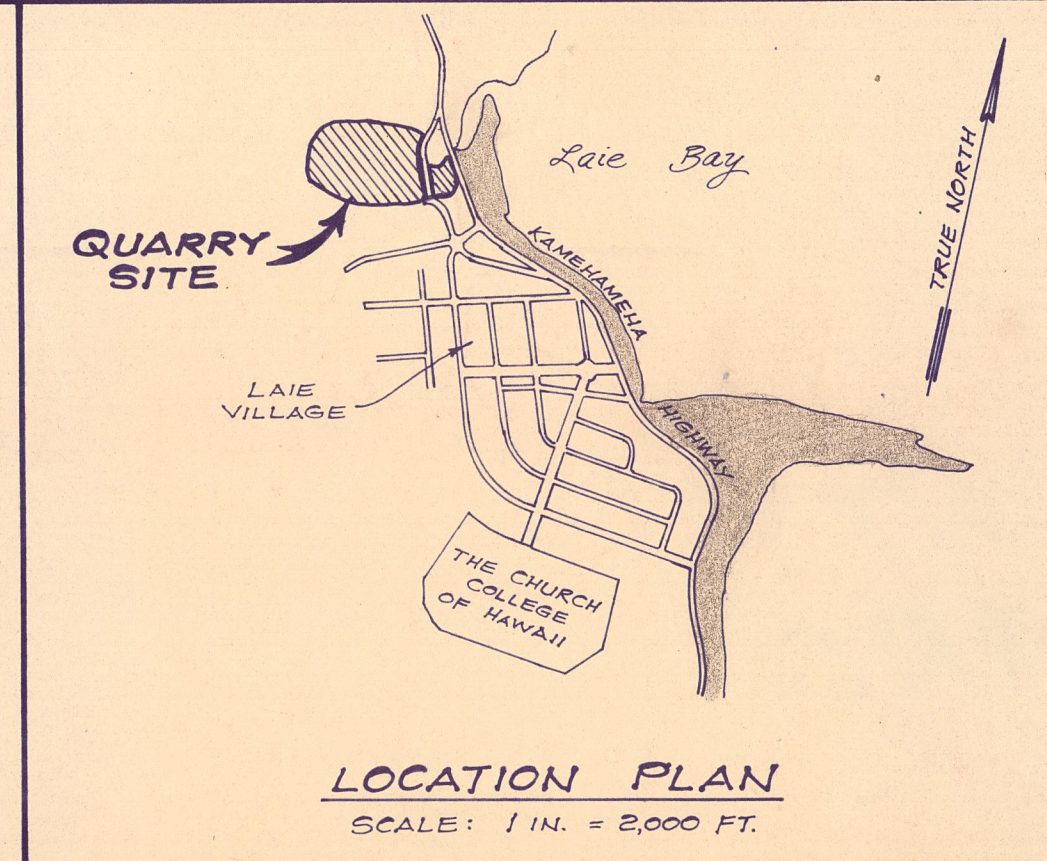 Laie Bay
TRUE NORTH
QUARRY
SITE
KAMEHAMEHA
HIGHWAY
LAIE
VILLAGE
THE CHURCH
COLLEGE
OF HAWAII
LOCATION PLAN
SCALE: 1 IN. = 2,000 FT.